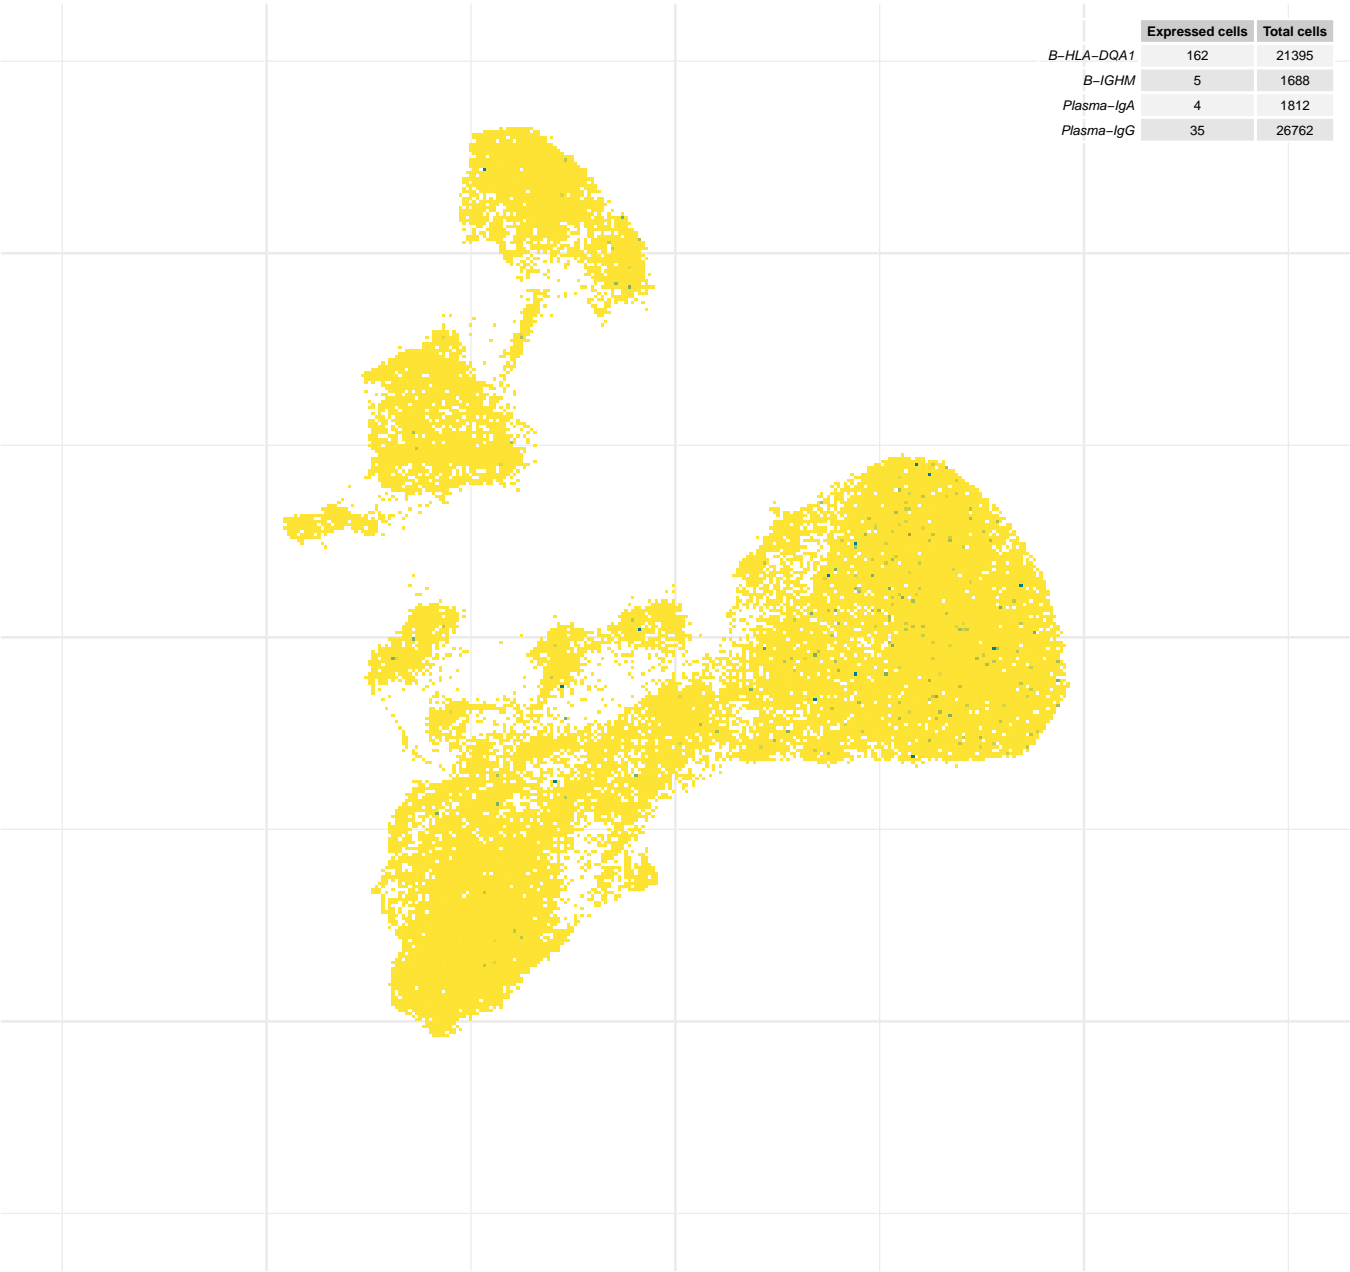 Expressed cells Total cells
B−HLA−DQA1 162 21395
B−IGHM 5 1688
Plasma−IgA 4 1812
Plasma−IgG 35 26762